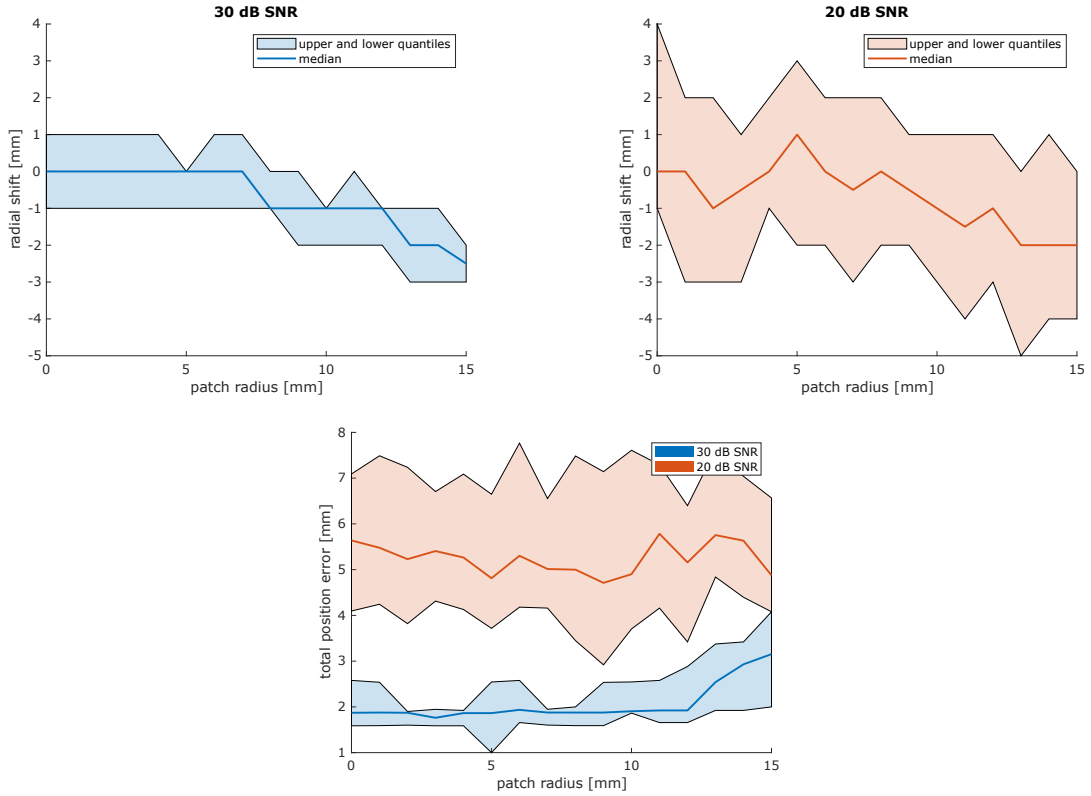 30 dB SNR
4
3
2
1
0
-1
-2
-3
-4
-5
radial shift [mm]
upper and lower quantiles
median
0
5
10
15
patch radius [mm]
20 dB SNR
4
3
2
1
0
-1
-2
-3
-4
-5
radial shift [mm]
upper and lower quantiles
median
0
5
10
15
patch radius [mm]
8
7
6
5
4
3
2
1
total position error [mm]
30 dB SNR
20 dB SNR
0
5
10
15
patch radius [mm]